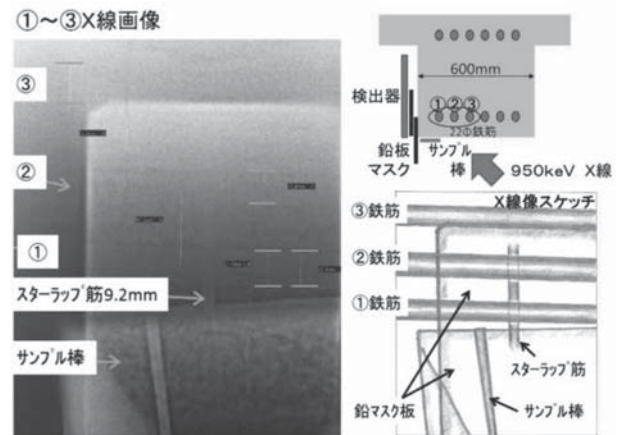 ①～③X線画像
③
②
①
スターラップ筋9.2mm
サンプル棒
600mm
検出器
①②③
22Φ鉄筋
鉛板
マスク
サンプル
棒
950keV X線
X線像スケッチ
③鉄筋
②鉄筋
①鉄筋
スターラップ筋
鉛マスク板
サンプル棒